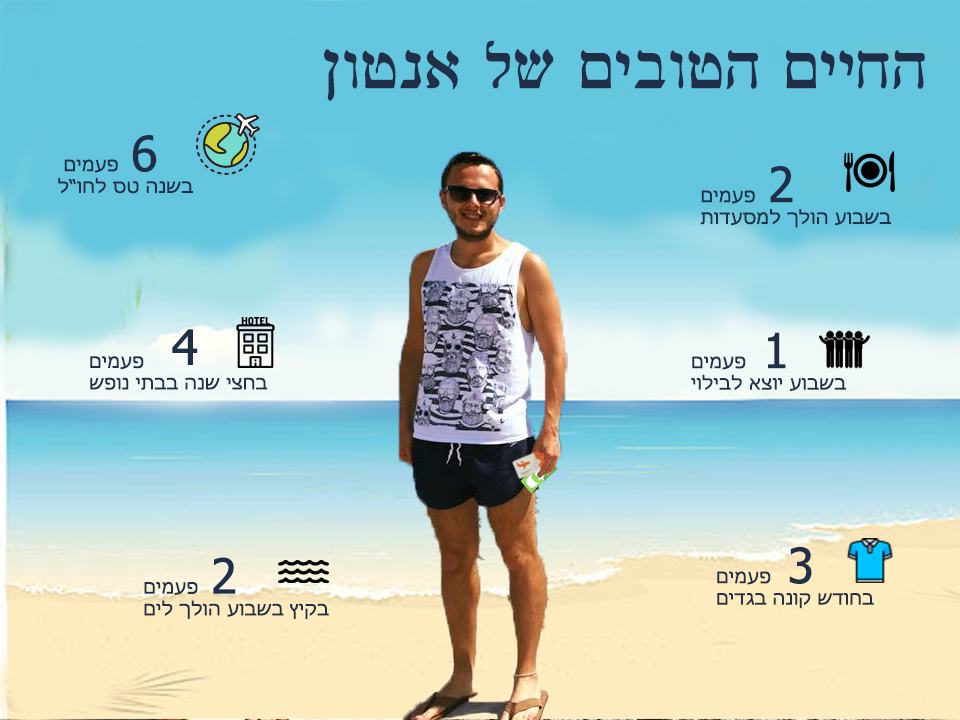 החיים הטובים של אנטון
2 פעמים
בשבוע הולך למסעדות
6 פעמים
בשנה טס לחו"ל
1 פעמים
בשבוע יוצא לבילוי
HOTEL
4 פעמים
בחצי שנה בבתי נופש
3 פעמים
בחודש קונה בגדים
2 פעמים
בקיץ בשבוע הולך לים